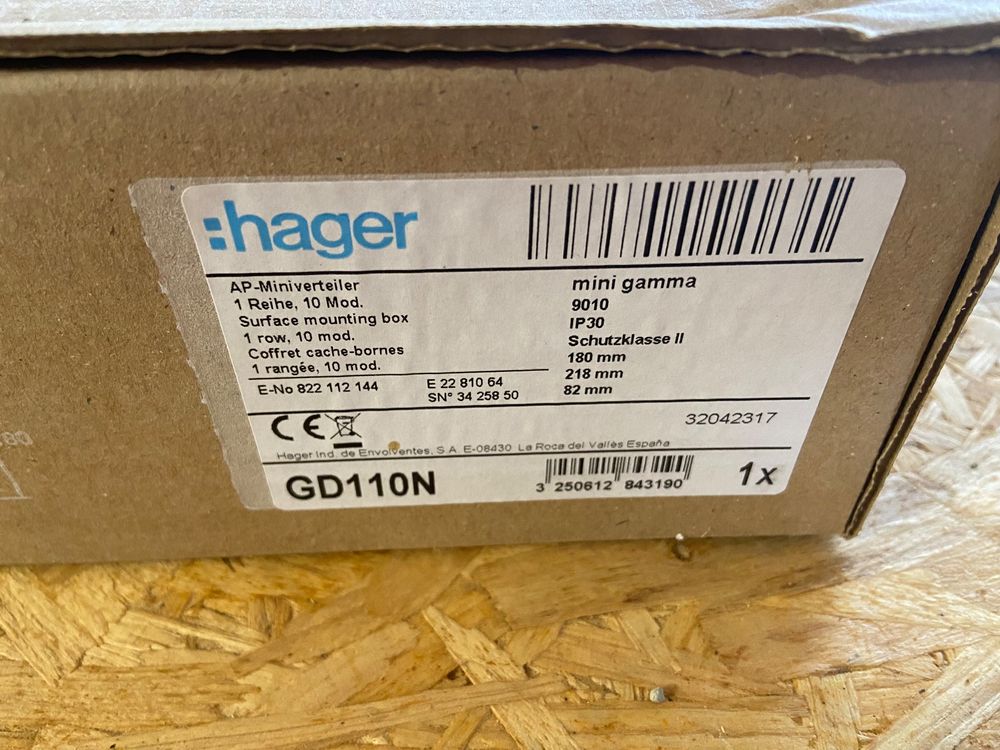 :hager
AP-Miniverteiler
1 Reihe, 10 Mod.
Surface mounting box
1 row, 10 mod.
Coffret cache-bornes
1 rangée, 10 mod.
mini gamma
9010
IP30
Schutzklasse II
180 mm
218 mm
82 mm
E-No 822 112 144
E 22 810 64
SN° 34 258 50
CE
32042317
Hager Ind. de Envolventes, S.A. E-08430 La Roca del Vallès España
GD110N
3 250612 843190
1x